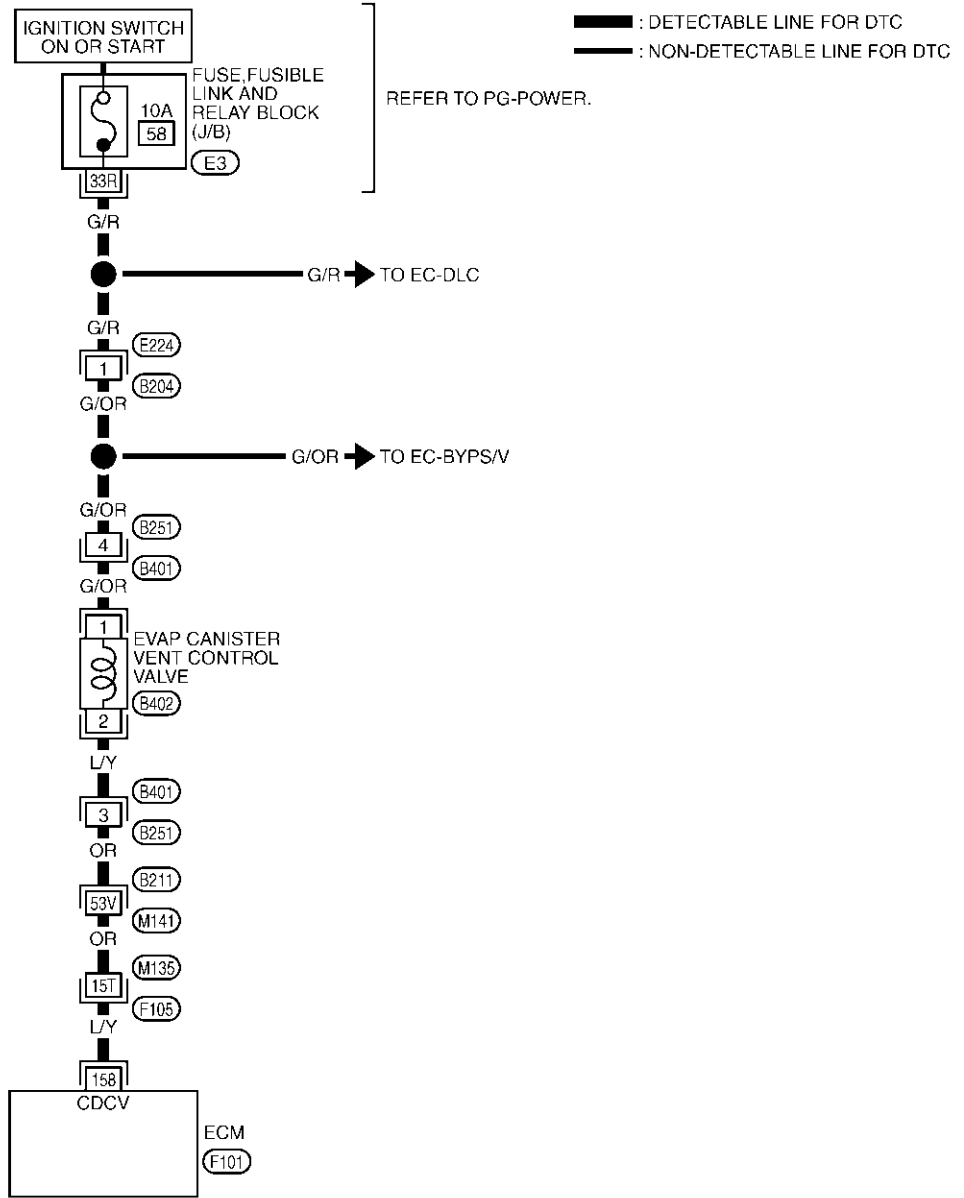 IGNITION SWITCH
ON OR START
: DETECTABLE LINE FOR DTC
: NON-DETECTABLE LINE FOR DTC
FUSE,FUSIBLE
LINK AND
RELAY BLOCK
(J/B)
10A
58
E3
REFER TO PG-POWER.
33R
G/R
G/R
TO EC-DLC
G/R
E224
1
B204
G/OR
G/OR
TO EC-BYPS/V
G/OR
B251
4
B401
G/OR
1
EVAP CANISTER
VENT CONTROL
VALVE
B402
2
L/Y
B401
3
B251
OR
B211
53V
M141
OR
M135
15T
F105
L/Y
158
CDCV
ECM
F101